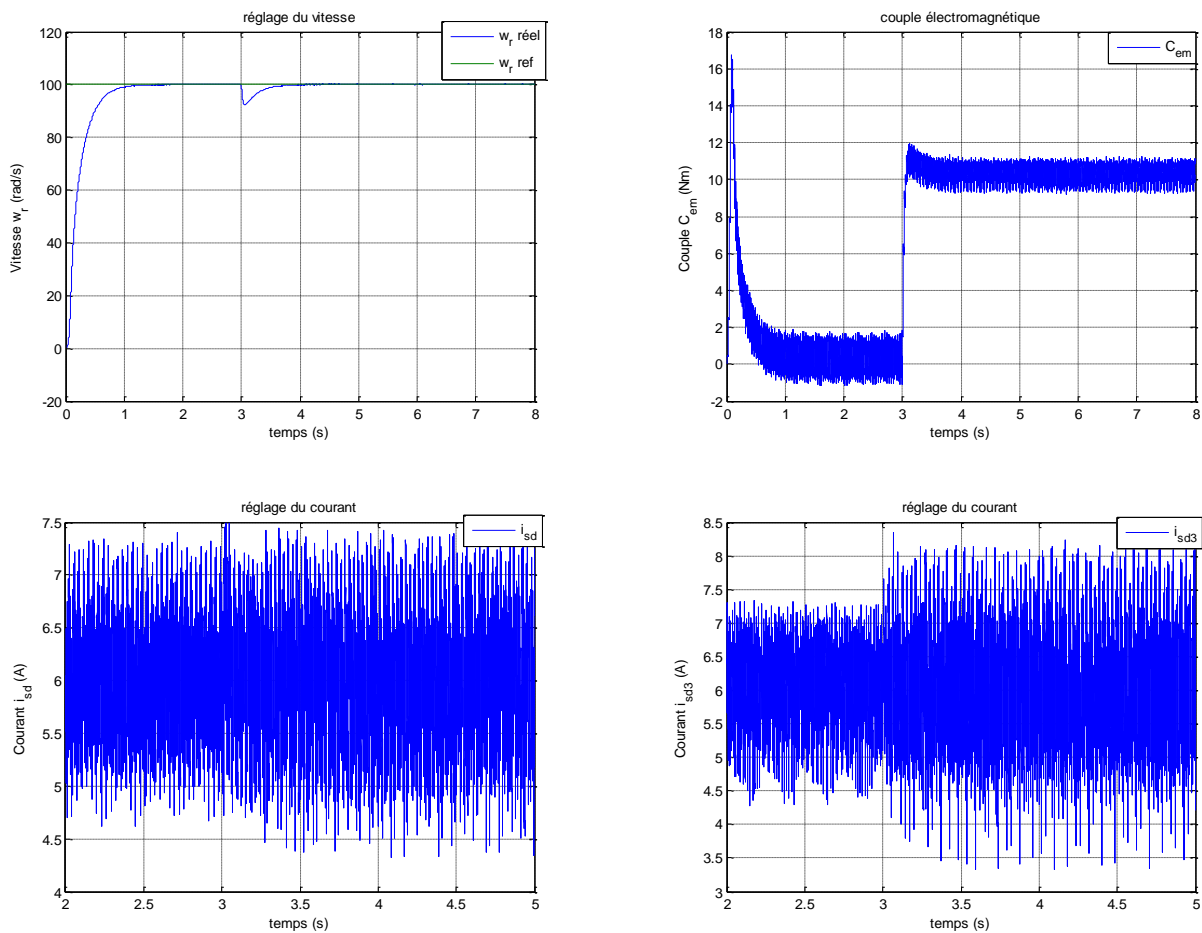 réglage du vitesse
120
100
80
60
40
20
0
-20
0 1 2 3 4 5 6 7 8
Vitesse w_r (rad/s)
temps (s)
w_r réel
w_r ref
couple électromagnétique
18
16
14
12
10
8
6
4
2
0
-2
0 1 2 3 4 5 6 7 8
Couple C_em (Nm)
temps (s)
C_em
réglage du courant
7.5
7
6.5
6
5.5
5
4.5
4
2 2.5 3 3.5 4 4.5 5
Courant i_sd (A)
temps (s)
i_sd
réglage du courant
8.5
8
7.5
7
6.5
6
5.5
5
4.5
4
3.5
3
2 2.5 3 3.5 4 4.5 5
Courant i_sd3 (A)
temps (s)
i_sd3